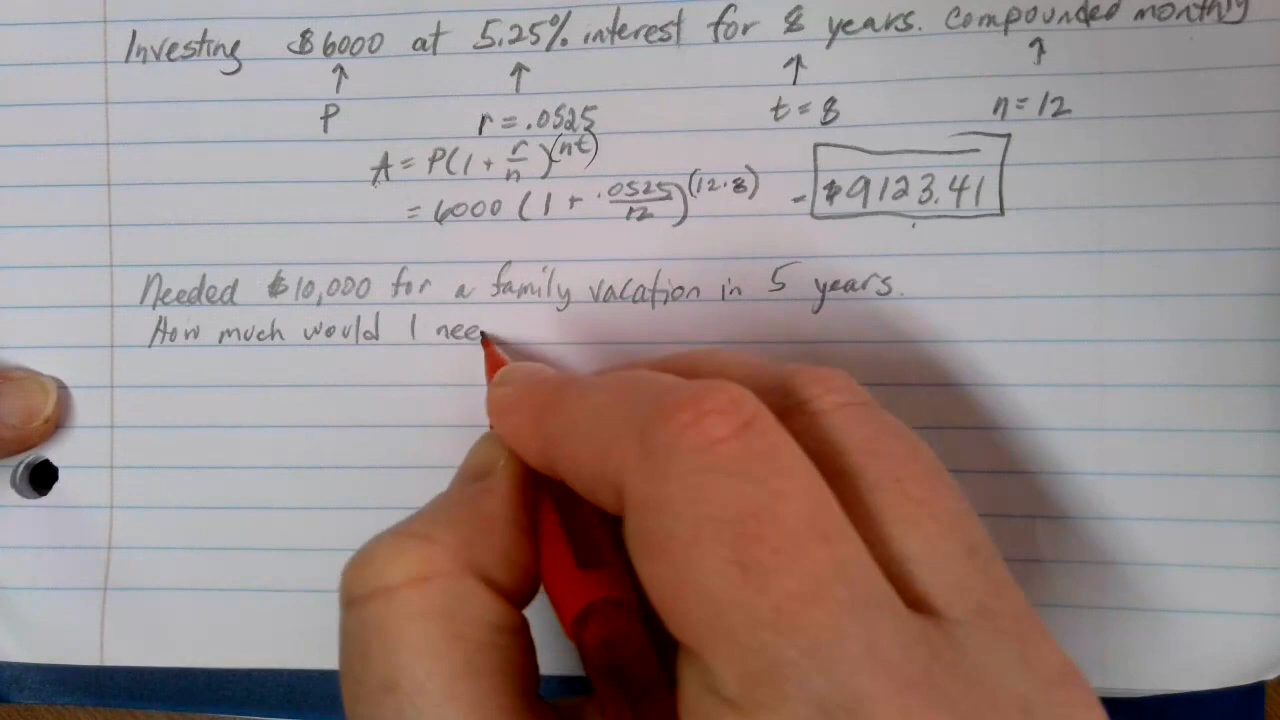 Investing $6000 at 5.25% interest for 8 years. compounded monthly
↑ ↑ ↑ ↑
P r = .0525 t = 8 n = 12
A = P(1 + r/n)^(nt)
= 6000 (1 + .0525/12)^(12·8) = $9123.41
Needed $10,000 for a family vacation in 5 years.
How much would I nee